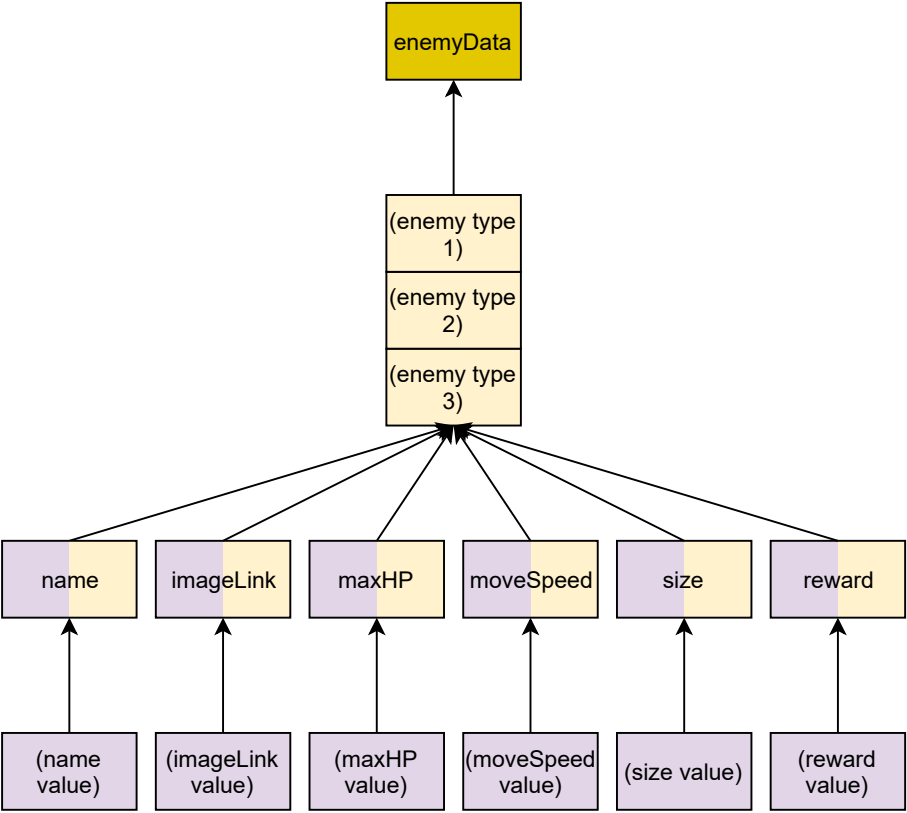 enemyData
(enemy type
1)
(enemy type
2)
(enemy type
3)
name
imageLink
maxHP
moveSpeed
size
reward
(name
value)
(imageLink
value)
(maxHP
value)
(moveSpeed
value)
(size value)
(reward
value)